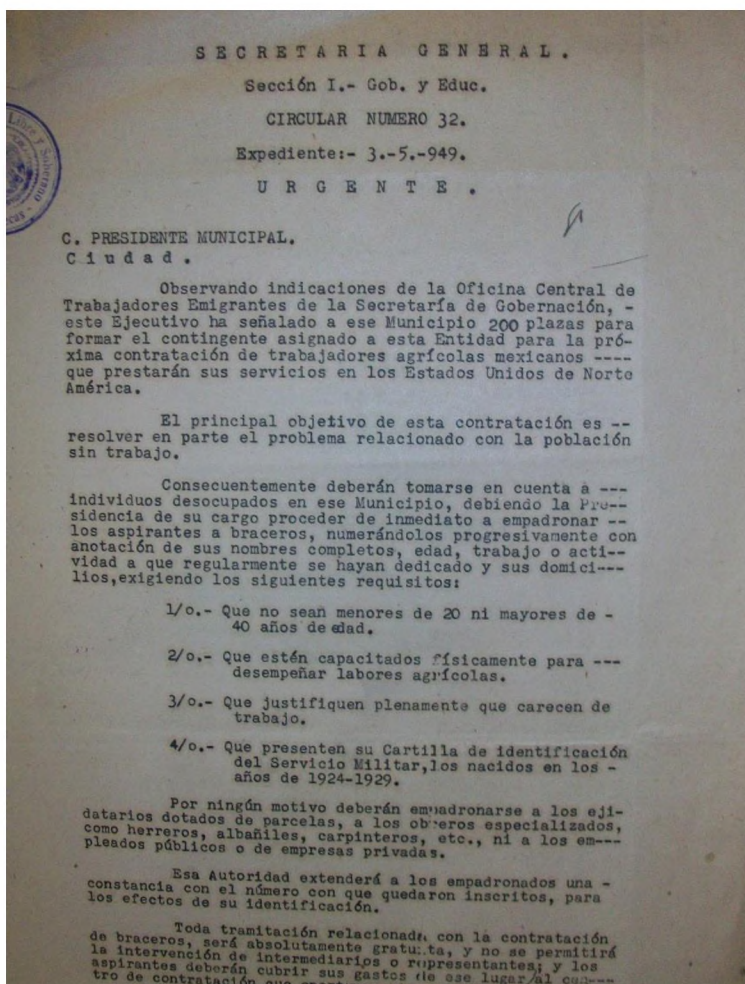 SECRETARIA GENERAL.
Sección I.- Gob. y Educ.
CIRCULAR NUMERO 32.
Expediente:- 3.-5.-949.
URGENTE.
Libre y Soberano
C. PRESIDENTE MUNICIPAL.
Ciudad.
Observando indicaciones de la Oficina Central de
Trabajadores Emigrantes de la Secretaría de Gobernación, -
este Ejecutivo ha señalado a ese Municipio 200 plazas para
formar el contingente asignado a esta Entidad para la pró-
xima contratación de trabajadores agrícolas mexicanos ----
que prestarán sus servicios en los Estados Unidos de Norte
América.
El principal objetivo de esta contratación es --
resolver en parte el problema relacionado con la población
sin trabajo.
Consecuentemente deberán tomarse en cuenta a ---
individuos desocupados en ese Municipio, debiendo la Pre--
sidencia de su cargo proceder de inmediato a empadronar --
los aspirantes a braceros, numerándolos progresivamente con
anotación de sus nombres completos, edad, trabajo o acti--
vidad a que regularmente se hayan dedicado y sus domici---
lios,exigiendo los siguientes requisitos:
1/o.- Que no sean menores de 20 ni mayores de -
40 años de edad.
2/o.- Que estén capacitados físicamente para ---
desempeñar labores agrícolas.
3/o.- Que justifiquen plenamente que carecen de
trabajo.
4/o.- Que presenten su Cartilla de identificación
del Servicio Militar,los nacidos en los -
años de 1924-1929.
Por ningún motivo deberán empadronarse a los eji-
datarios dotados de parcelas, a los obreros especializados,
como herreros, albañiles, carpinteros, etc., ni a los em---
pleados públicos o de empresas privadas.
Esa Autoridad extenderá a los empadronados una -
constancia con el número con que quedaron inscritos, para
los efectos de su identificación.
Toda tramitación relacionada con la contratación
de braceros, será absolutamente gratuita, y no se permitirá
la intervención de intermediarios o representantes; y los
aspirantes deberán cubrir sus gastos de ese lugar/al cen---
tro de contratación que